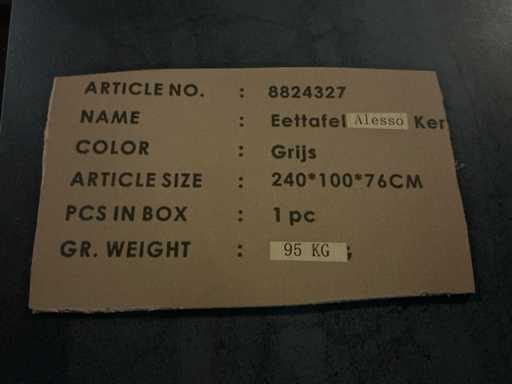 ARTICLE NO. : 8824327
NAME : Eettafel Alesso Ker
COLOR : Grijs
ARTICLE SIZE : 240*100*76CM
PCS IN BOX : 1 pc
GR. WEIGHT : 95 KG